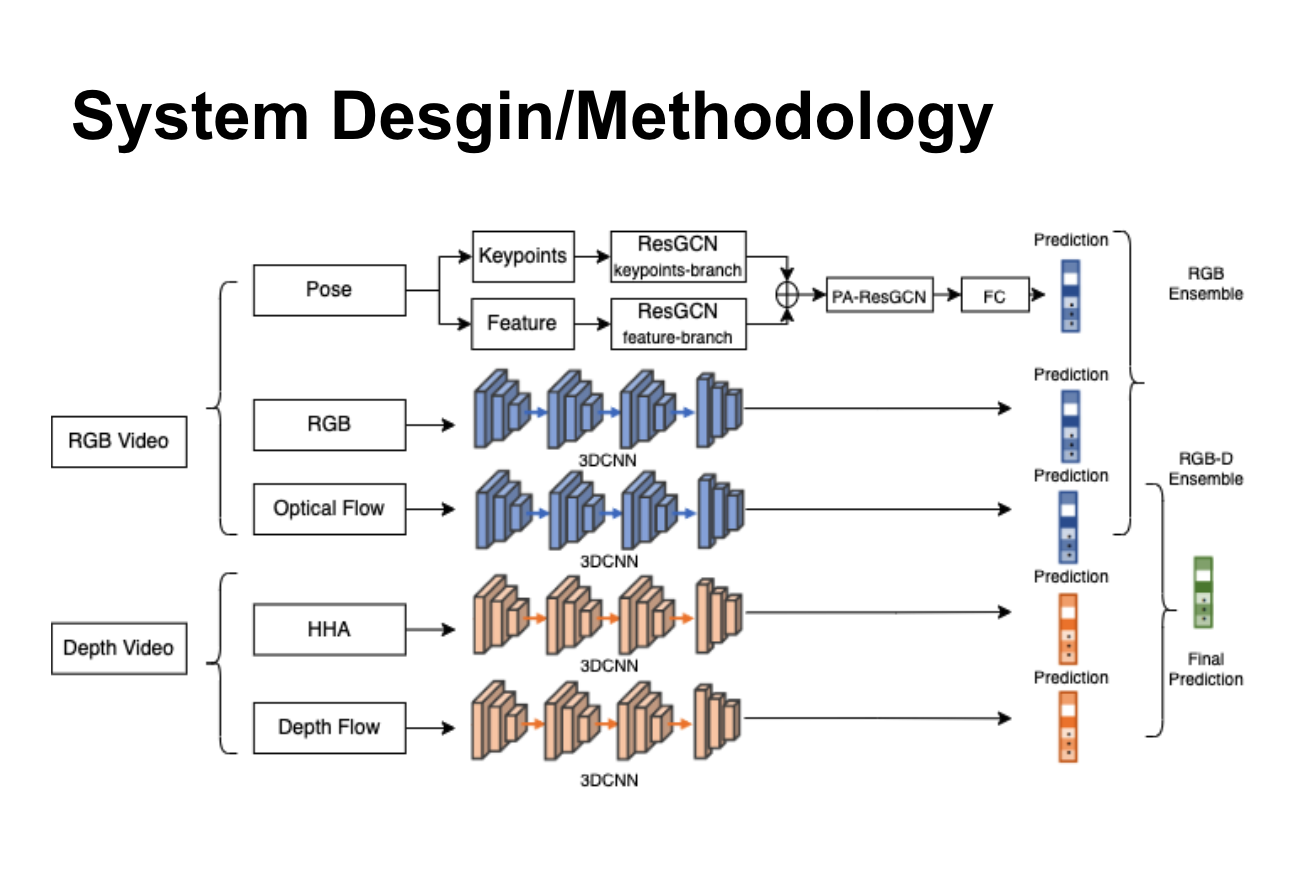 System Desgin/Methodology
RGB Video
Depth Video
Pose
Keypoints
ResGCN
keypoints-branch
Feature
ResGCN
feature-branch
PA-ResGCN
FC
Prediction
RGB
3DCNN
Prediction
Optical Flow
3DCNN
Prediction
HHA
3DCNN
Prediction
Depth Flow
3DCNN
Prediction
RGB
Ensemble
RGB-D
Ensemble
Final
Prediction